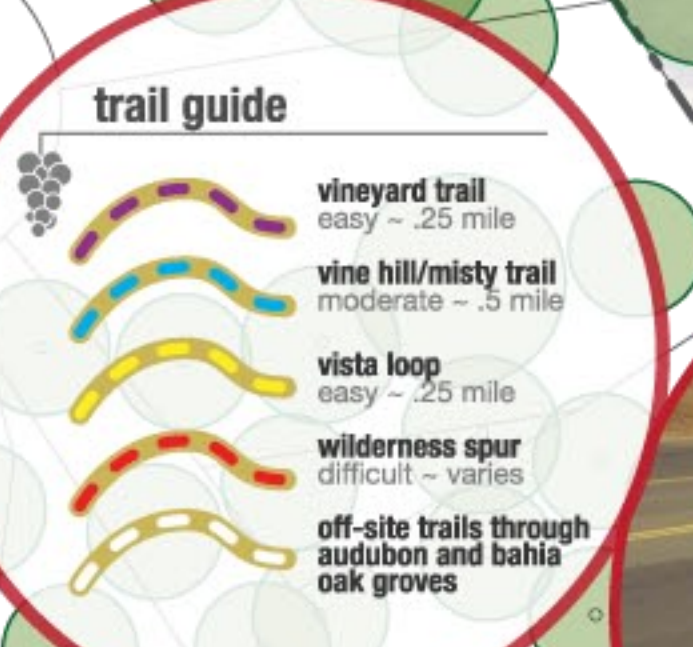 trail guide
vineyard trail
easy ~ .25 mile
vine hill/misty trail
moderate ~ .5 mile
vista loop
easy ~ .25 mile
wilderness spur
difficult ~ varies
off-site trails through
audubon and bahia
oak groves